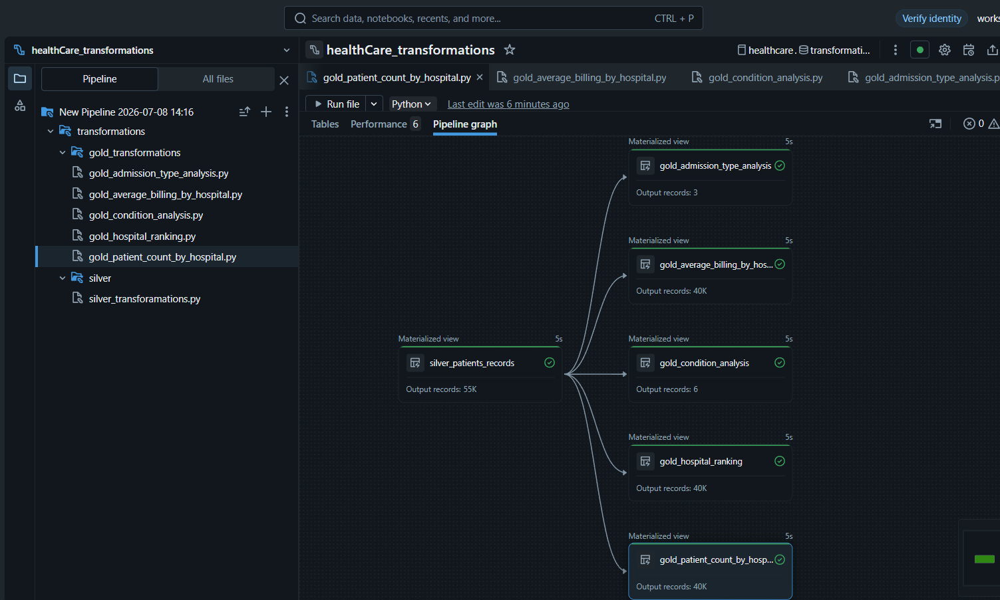 Search data, notebooks, recents, and more...
CTRL + P
Verify identity
works
healthCare_transformations
healthCare_transformations
healthcare.transformati...
Pipeline
All files
gold_patient_count_by_hospital.py
gold_average_billing_by_hospital.py
gold_condition_analysis.py
gold_admission_type_analysis.p
Run file
Python
Last edit was 6 minutes ago
New Pipeline 2026-07-08 14:16
Tables
Performance 6
Pipeline graph
0
transformations
gold_transformations
gold_admission_type_analysis.py
gold_average_billing_by_hospital.py
gold_condition_analysis.py
gold_hospital_ranking.py
gold_patient_count_by_hospital.py
silver
silver_transforamations.py
Materialized view
5s
silver_patients_records
Output records: 55K
Materialized view
5s
gold_admission_type_analysis
Output records: 3
Materialized view
5s
gold_average_billing_by_hos...
Output records: 40K
Materialized view
5s
gold_condition_analysis
Output records: 6
Materialized view
5s
gold_hospital_ranking
Output records: 40K
Materialized view
5s
gold_patient_count_by_hosp...
Output records: 40K